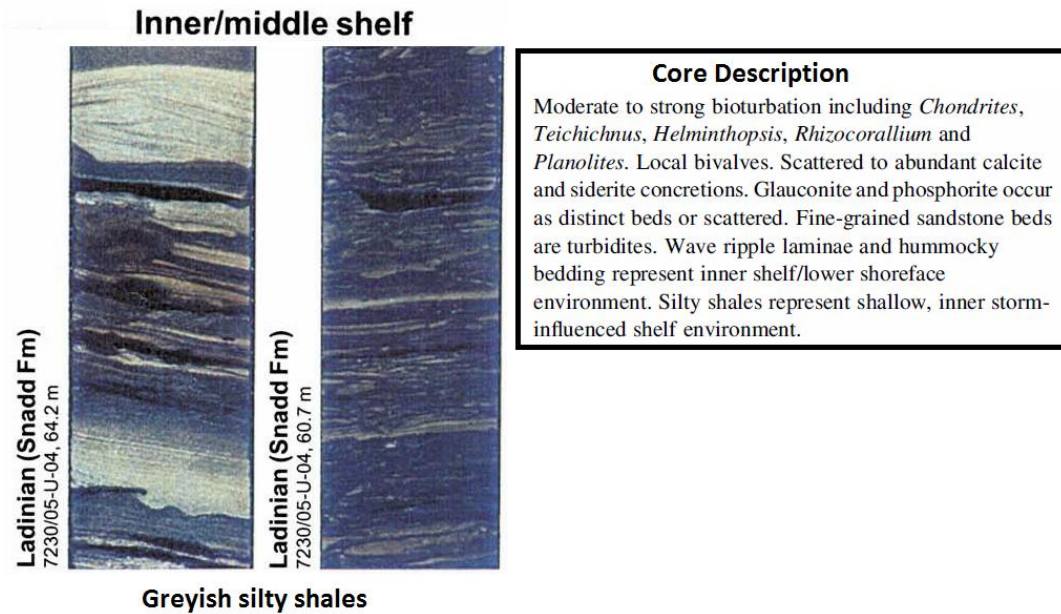 Inner/middle shelf
Ladinian (Snadd Fm)
7230/05-U-04, 64.2 m
Ladinian (Snadd Fm)
7230/05-U-04, 60.7 m
Greyish silty shales
Core Description
Moderate to strong bioturbation including Chondrites,
Teichichnus, Helminthopsis, Rhizocorallium and
Planolites. Local bivalves. Scattered to abundant calcite
and siderite concretions. Glauconite and phosphorite occur
as distinct beds or scattered. Fine-grained sandstone beds
are turbidites. Wave ripple laminae and hummocky
bedding represent inner shelf/lower shoreface
environment. Silty shales represent shallow, inner storm-
influenced shelf environment.